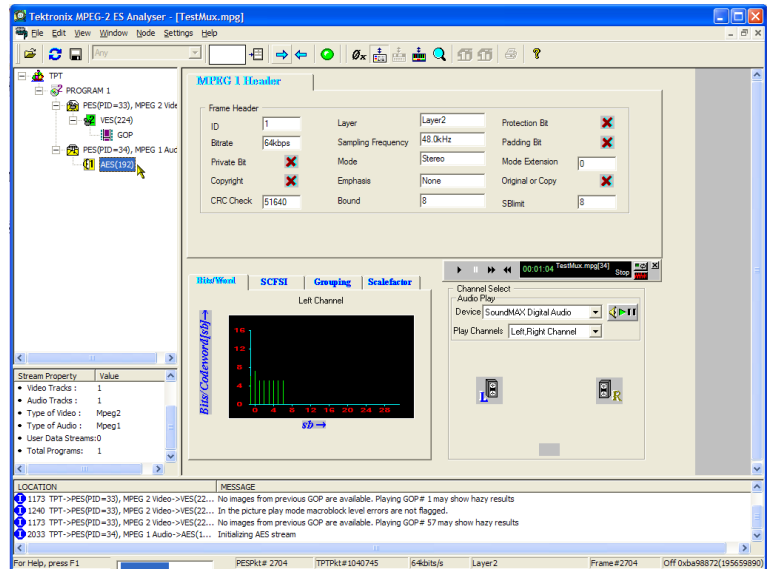 Tektronix MPEG-2 ES Analyser - [TestMux.mpg]
File Edit View Window Node Settings Help
Any
TPT
PROGRAM 1
PES(PID=33), MPEG 2 Vide
VES(224)
GOP
PES(PID=34), MPEG 1 Auc
AES(192)
MPEG 1 Header
Frame Header
ID 1 Layer Layer2 Protection Bit
Bitrate 64kbps Sampling Frequency 48.0kHz Padding Bit
Private Bit Mode Stereo Mode Extension 0
Copyright Emphasis None Original or Copy
CRC Check 51640 Bound 8 SBlimit 8
Bits/Word SCFSI Grouping Scalefactor
Left Channel
Bits/Codeword[sb]
16
12
8
4
0
0 4 8 12 16 20 24 28
sb
00:01:04 TestMux.mpg[34] Stop
Channel Select
Audio Play
Device SoundMAX Digital Audio
Play Channels Left,Right Channel
L R
Stream Property Value
Video Tracks : 1
Audio Tracks : 1
Type of Video : Mpeg2
Type of Audio : Mpeg1
User Data Streams:0
Total Programs: 1
LOCATION MESSAGE
1173 TPT->PES(PID=33), MPEG 2 Video->VES(22... No images from previous GOP are available. Playing GOP# 1 may show hazy results
1240 TPT->PES(PID=33), MPEG 2 Video->VES(22... In the picture play mode macroblock level errors are not flagged.
1173 TPT->PES(PID=33), MPEG 2 Video->VES(22... No images from previous GOP are available. Playing GOP# 57 may show hazy results
2033 TPT->PES(PID=34), MPEG 1 Audio->AES(1... Initializing AES stream
For Help, press F1 PESPkt# 2704 TPTPkt#1040745 64kbits/s Layer2 Frame#2704 Off 0xba98872(195659890)